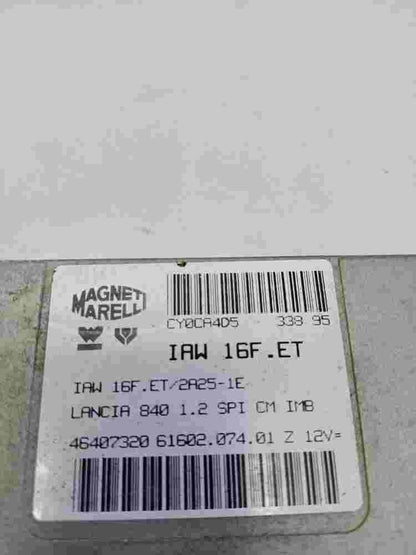 MAGNETI
MARELLI
CY0CA4D5 338 95
IAW 16F.ET
IAW 16F.ET/2A25-1E
LANCIA 840 1.2 SPI CM IMB
46407320 61602.074.01 Z 12V=